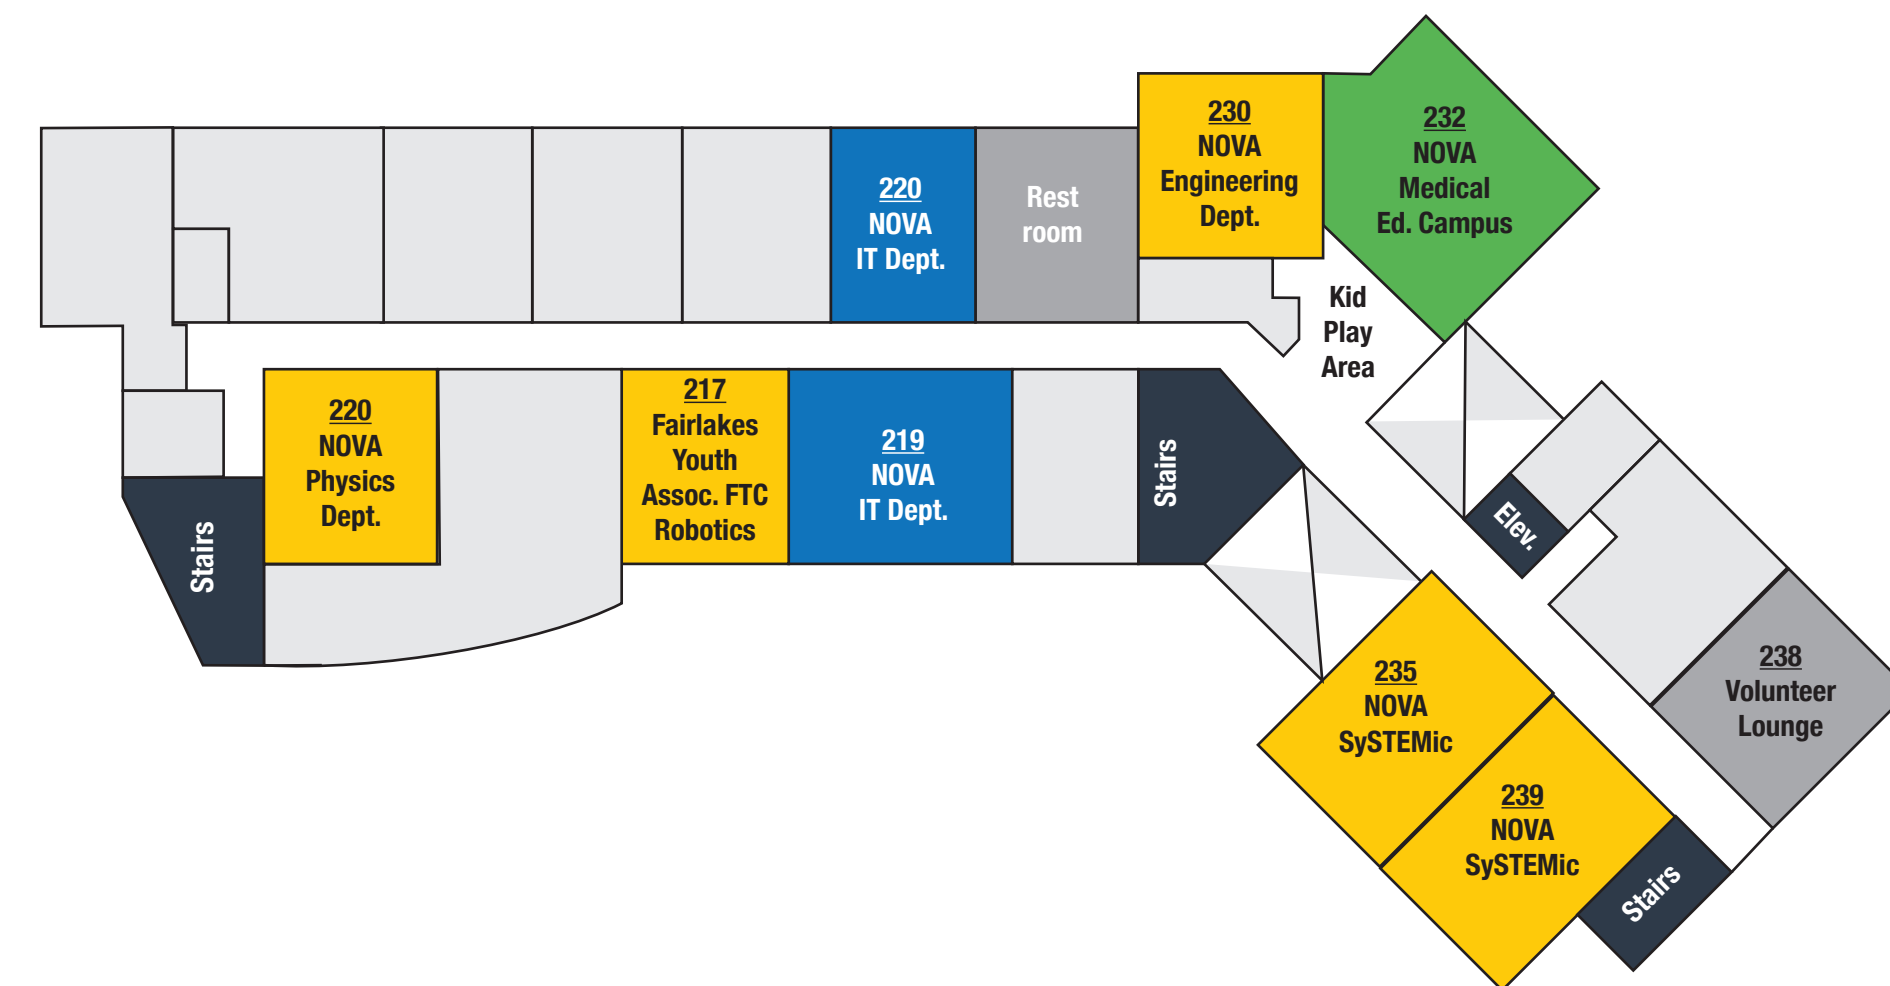 230
NOVA
Engineering
Dept.
232
NOVA
Medical
Ed. Campus
220
NOVA
IT Dept.
Rest
room
Kid
Play
Area
220
NOVA
Physics
Dept.
217
Fairlakes
Youth
Assoc. FTC
Robotics
219
NOVA
IT Dept.
Stairs
Stairs
Elev.
235
NOVA
SySTEMic
238
Volunteer
Lounge
239
NOVA
SySTEMic
Stairs